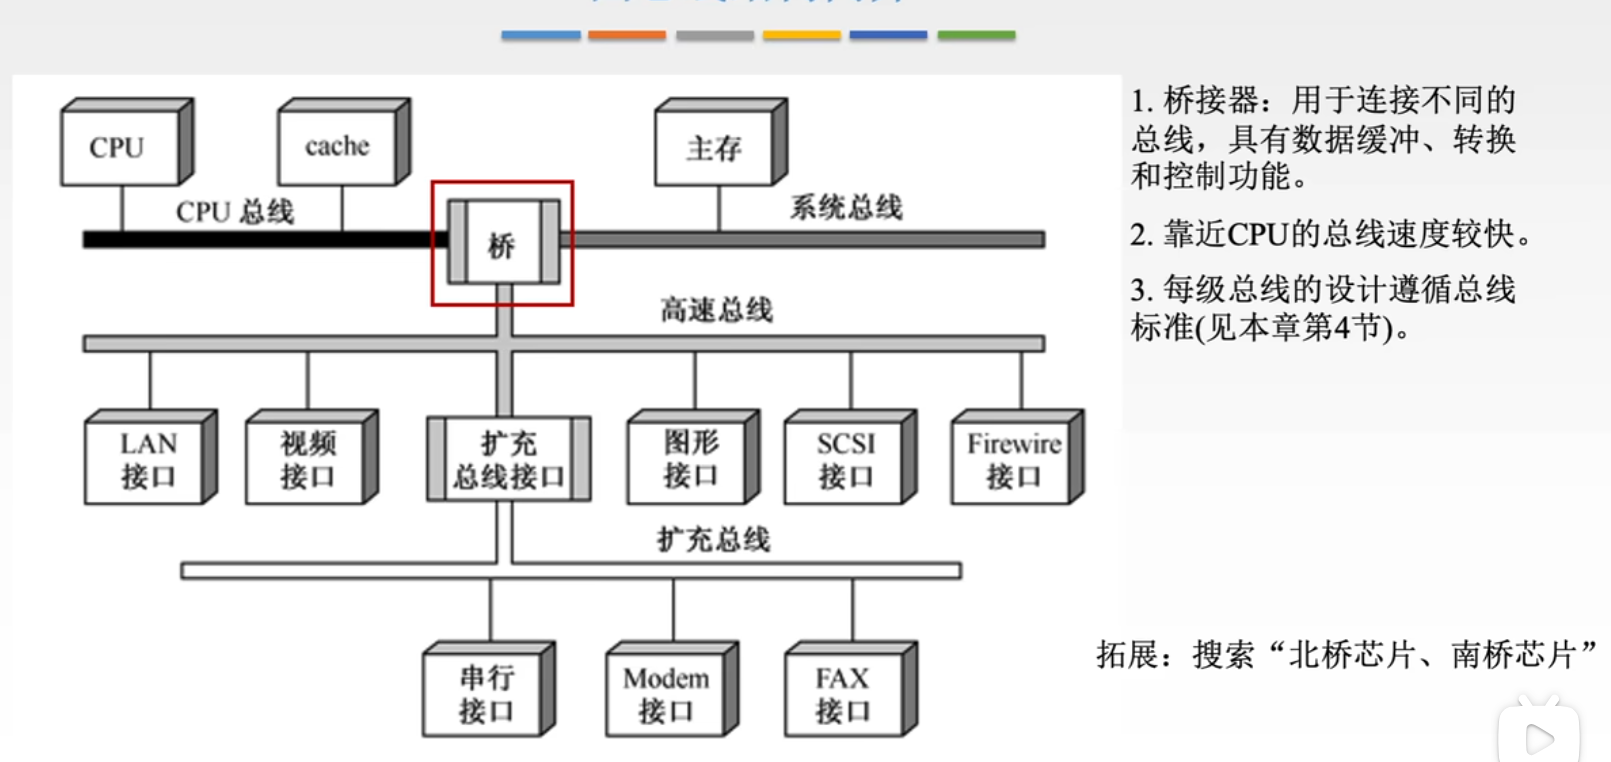 CPU
cache
主存
CPU 总线
系统总线
桥
高速总线
LAN
接口
视频
接口
扩充
总线接口
图形
接口
SCSI
接口
Firewire
接口
扩充总线
串行
接口
Modem
接口
FAX
接口
1. 桥接器：用于连接不同的
总线，具有数据缓冲、转换
和控制功能。
2. 靠近CPU的总线速度较快。
3. 每级总线的设计遵循总线
标准(见本章第4节)。
拓展：搜索“北桥芯片、南桥芯片”